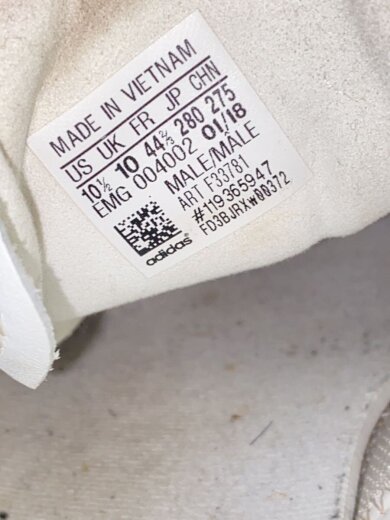 MADE IN VIETNAM
US UK FR JP CHN
10½ 10 44⅔ 280 275
EMG 004002 01/18
MALE/MÂLE
ART F33781
#119365947
FD3BJHXW00372
adidas